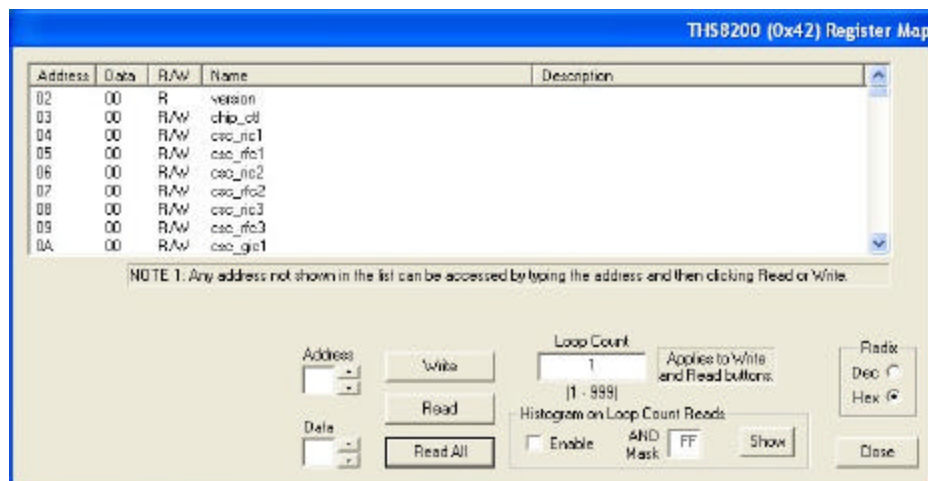 THS8200 (0x42) Register Map
Address Data R/W Name Description
02 00 R version
03 00 R/W chip_ctl
04 00 R/W csc_ric1
05 00 R/W csc_rfc1
06 00 R/W csc_ric2
07 00 R/W csc_rfc2
08 00 R/W csc_ric3
09 00 R/W csc_rfc3
0A 00 R/W csc_gic1
NOTE 1: Any address not shown in the list can be accessed by typing the address and then clicking Read or Write.
Address
Write
Loop Count
1
[1 - 999]
Applies to Write
and Read buttons.
Radix
Dec
Hex
Data
Read
Read All
Histogram on Loop Count Reads
Enable
AND
Mask
FF
Show
Close